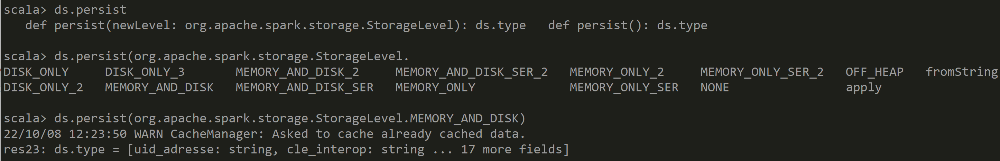 scala> ds.persist
   def persist(newLevel: org.apache.spark.storage.StorageLevel): ds.type   def persist(): ds.type
scala> ds.persist(org.apache.spark.storage.StorageLevel.
DISK_ONLY     DISK_ONLY_3       MEMORY_AND_DISK_2     MEMORY_AND_DISK_SER_2   MEMORY_ONLY_2     MEMORY_ONLY_SER_2   OFF_HEAP   fromString
DISK_ONLY_2   MEMORY_AND_DISK   MEMORY_AND_DISK_SER   MEMORY_ONLY             MEMORY_ONLY_SER   NONE                apply
scala> ds.persist(org.apache.spark.storage.StorageLevel.MEMORY_AND_DISK)
22/10/08 12:23:50 WARN CacheManager: Asked to cache already cached data.
res23: ds.type = [uid_adresse: string, cle_interop: string ... 17 more fields]